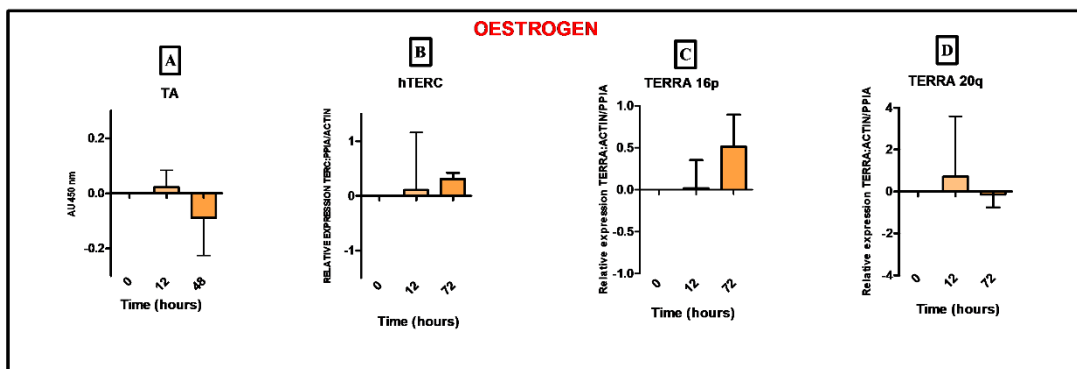 OESTROGEN
A
TA
AU450 nm
0.2
0.0
-0.2
0
12
48
Time (hours)
B
hTERC
RELATIVE EXPRESSION TERC:PPIA/ACTIN
1
0
-1
0
12
72
Time (hours)
C
TERRA 16p
Relative expression TERRA:ACTIN/PPIA
1.0
0.5
0.0
-0.5
-1.0
0
12
72
Time (hours)
D
TERRA 20q
Relative expression TERRA:ACTIN/PPIA
4
2
0
-2
-4
0
12
72
Time (hours)